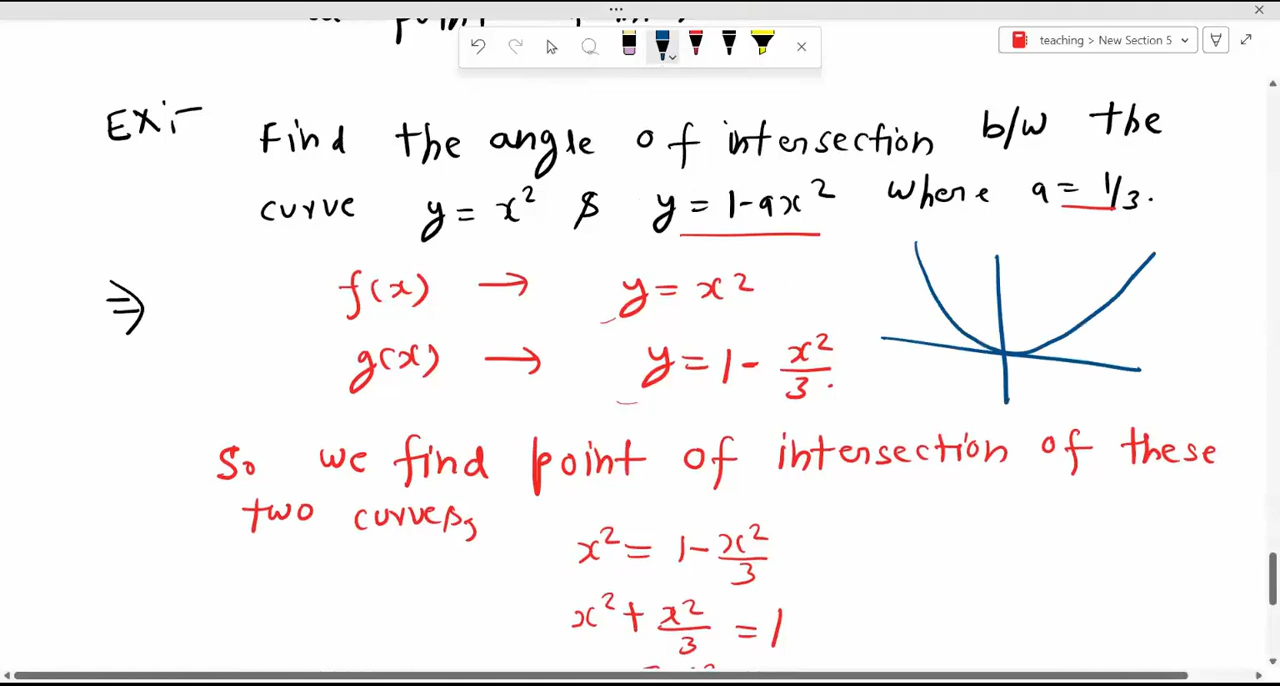 teaching > New Section 5
EX:-
Find the angle of intersection b/w the
curve y = x² & y = 1-ax² where a = 1/3.
⇒ f(x) → y = x²
g(x) → y = 1 - x²/3
So we find point of intersection of these
two curves,
x² = 1 - x²/3
x² + x²/3 = 1